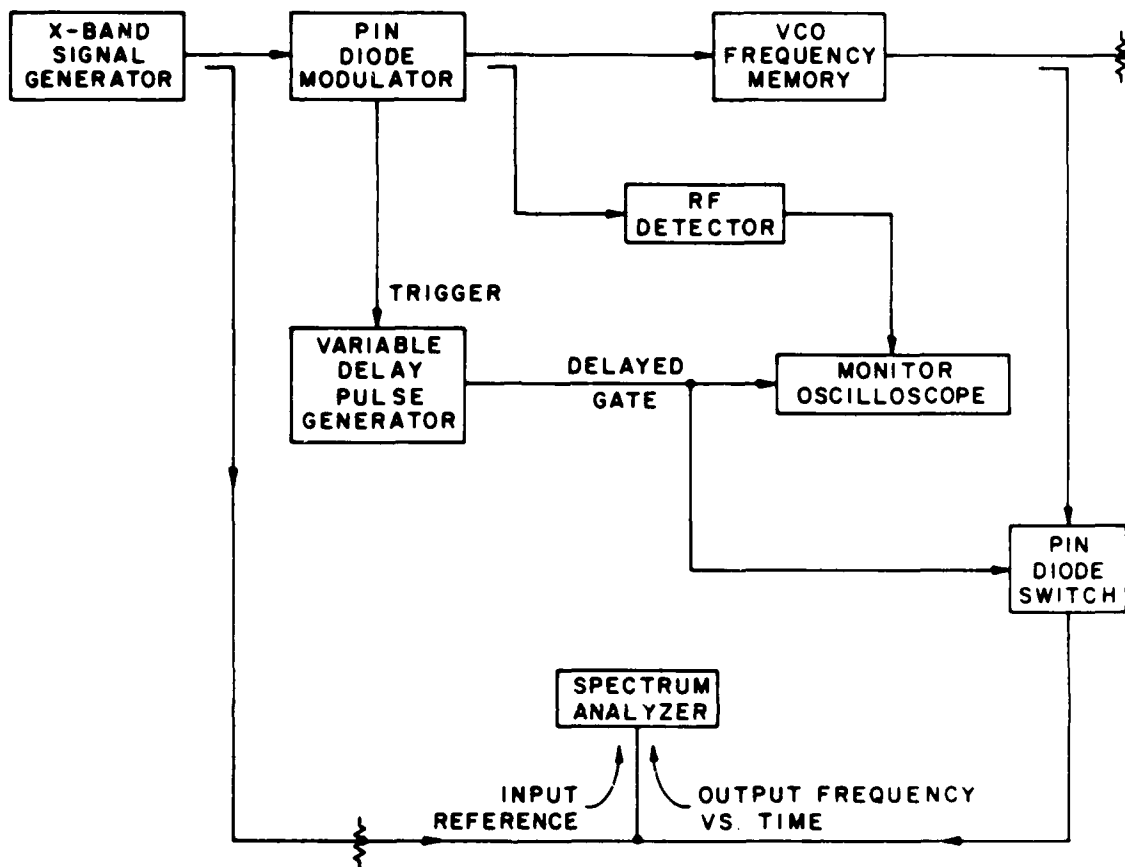 X-BAND
SIGNAL
GENERATOR
PIN
DIODE
MODULATOR
VCO
FREQUENCY
MEMORY
RF
DETECTOR
TRIGGER
VARIABLE
DELAY
PULSE
GENERATOR
DELAYED
GATE
MONITOR
OSCILLOSCOPE
PIN
DIODE
SWITCH
SPECTRUM
ANALYZER
INPUT
REFERENCE
OUTPUT FREQUENCY
VS. TIME